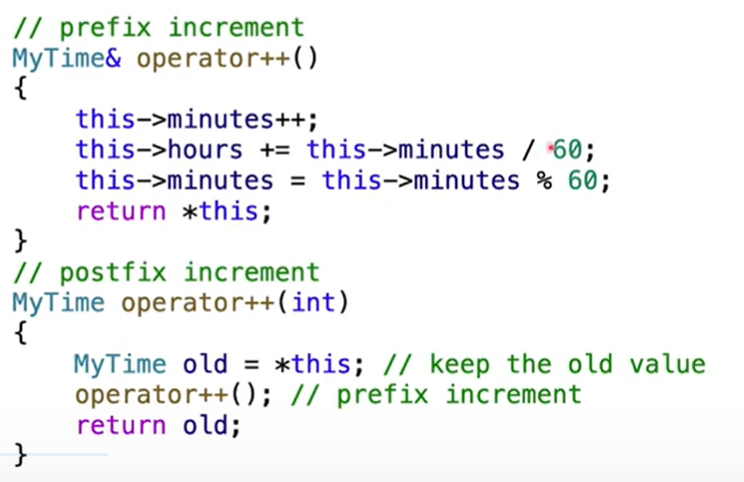 // prefix increment
MyTime& operator++()
{
    this->minutes++;
    this->hours += this->minutes / 60;
    this->minutes = this->minutes % 60;
    return *this;
}
// postfix increment
MyTime operator++(int)
{
    MyTime old = *this; // keep the old value
    operator++(); // prefix increment
    return old;
}